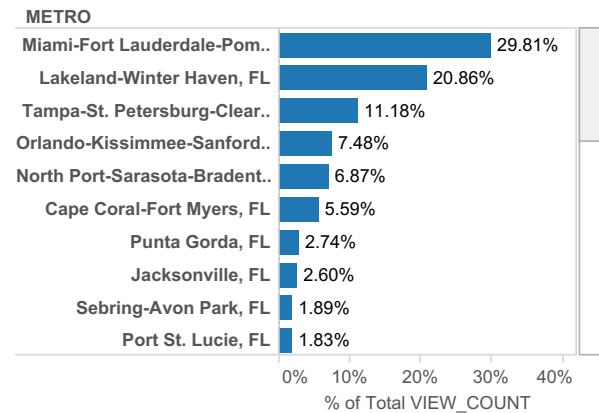 METRO
Miami-Fort Lauderdale-Pom.. 29.81%
Lakeland-Winter Haven, FL 20.86%
Tampa-St. Petersburg-Clear.. 11.18%
Orlando-Kissimmee-Sanford.. 7.48%
North Port-Sarasota-Bradent.. 6.87%
Cape Coral-Fort Myers, FL 5.59%
Punta Gorda, FL 2.74%
Jacksonville, FL 2.60%
Sebring-Avon Park, FL 1.89%
Port St. Lucie, FL 1.83%
0% 10% 20% 30% 40%
% of Total VIEW_COUNT